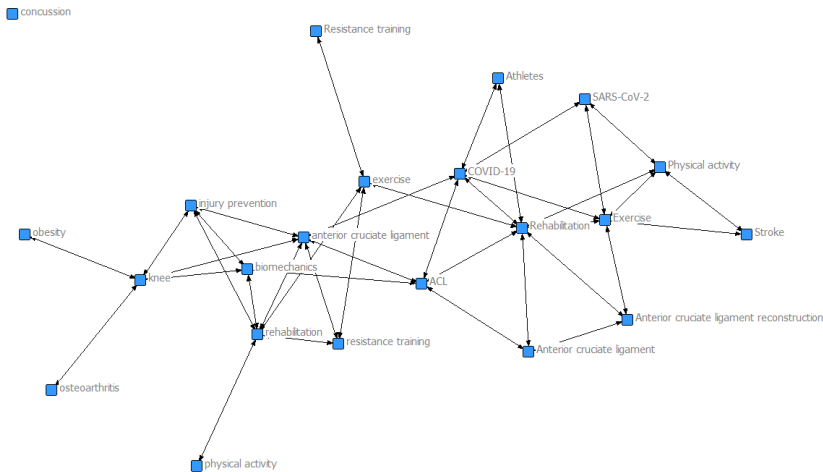 concussion
Resistance training
Athletes
SARS-CoV-2
Physical activity
COVID-19
exercise
injury prevention
Exercise
Rehabilitation
obesity
anterior cruciate ligament
Stroke
biomechanics
knee
ACL
Anterior cruciate ligament reconstruction
rehabilitation
resistance training
Anterior cruciate ligament
osteoarthritis
physical activity